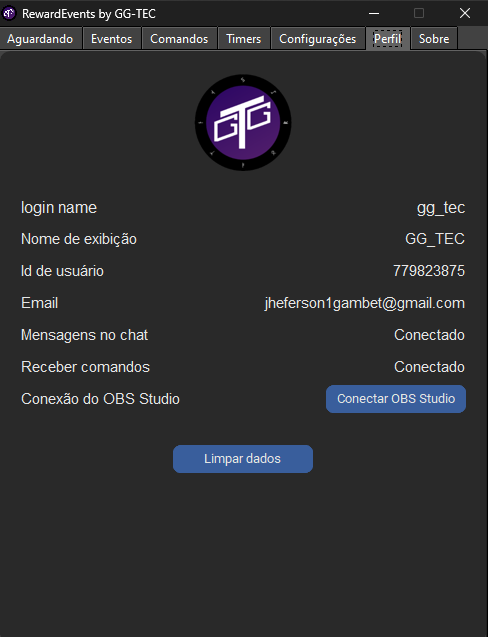 RewardEvents by GG-TEC
Aguardando Eventos Comandos Timers Configurações Perfil Sobre
GTG
login name gg_tec
Nome de exibição GG_TEC
Id de usuário 779823875
Email jheferson1gambet@gmail.com
Mensagens no chat Conectado
Receber comandos Conectado
Conexão do OBS Studio Conectar OBS Studio
Limpar dados